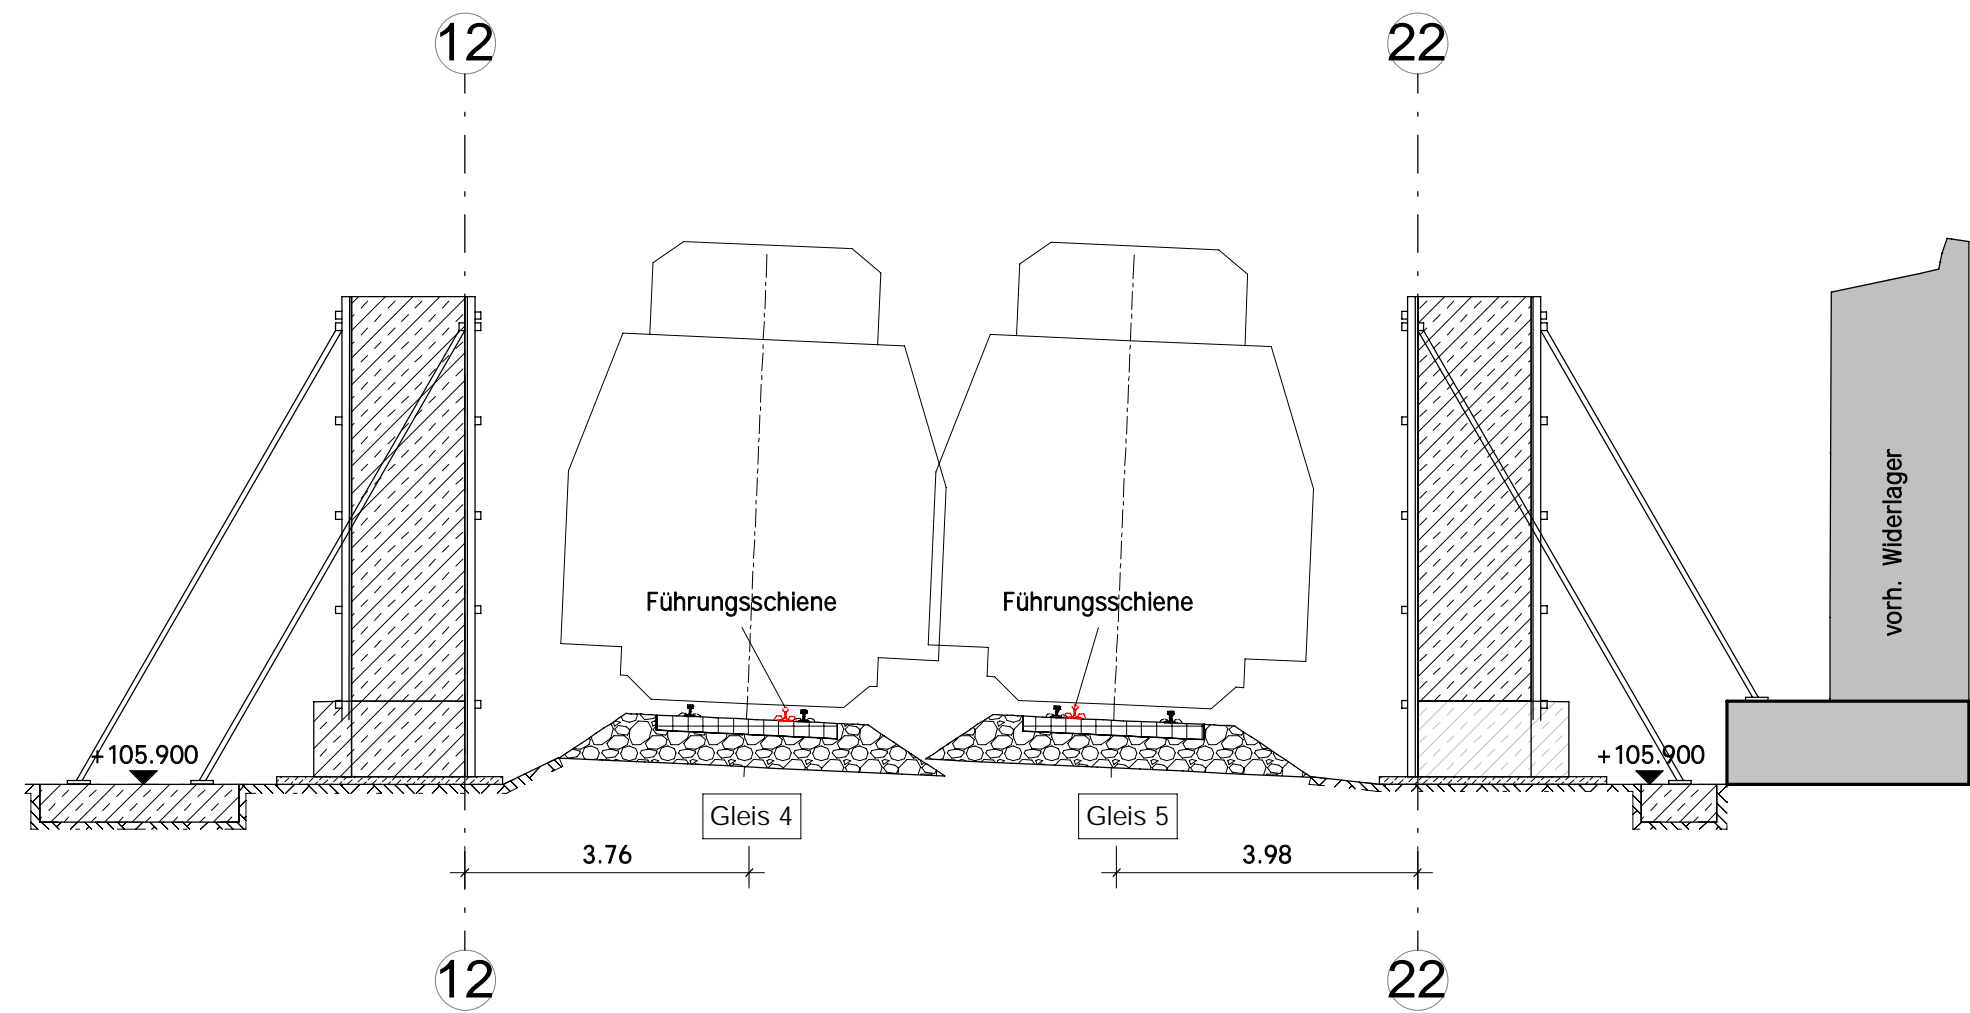 12
22
vorh. Widerlager
Führungsschiene
Führungsschiene
+105.900
+105.900
Gleis 4
Gleis 5
3.76
3.98
12
22